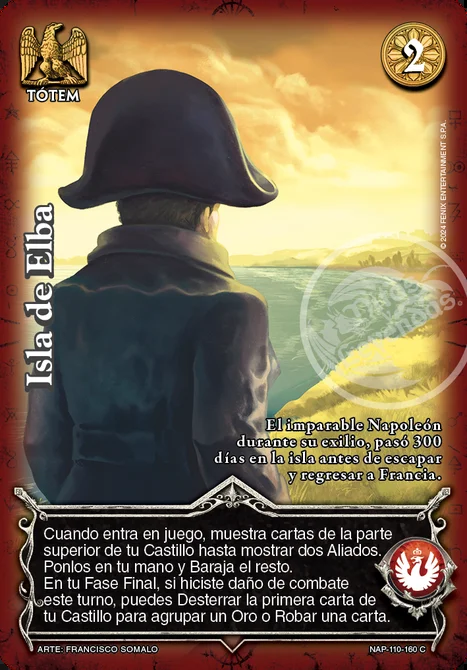 TÓTEM
2
© 2024 FENIX ENTERTAINMENT S.P.A.
Isla de Elba
El imparable Napoleón
durante su exilio, pasó 300
días en la isla antes de escapar
y regresar a Francia.
Cuando entra en juego, muestra cartas de la parte
superior de tu Castillo hasta mostrar dos Aliados.
Ponlos en tu mano y Baraja el resto.
En tu Fase Final, si hiciste daño de combate
este turno, puedes Desterrar la primera carta de
tu Castillo para agrupar un Oro o Robar una carta.
ARTE: FRANCISCO SOMALO
NAP-110-160 C